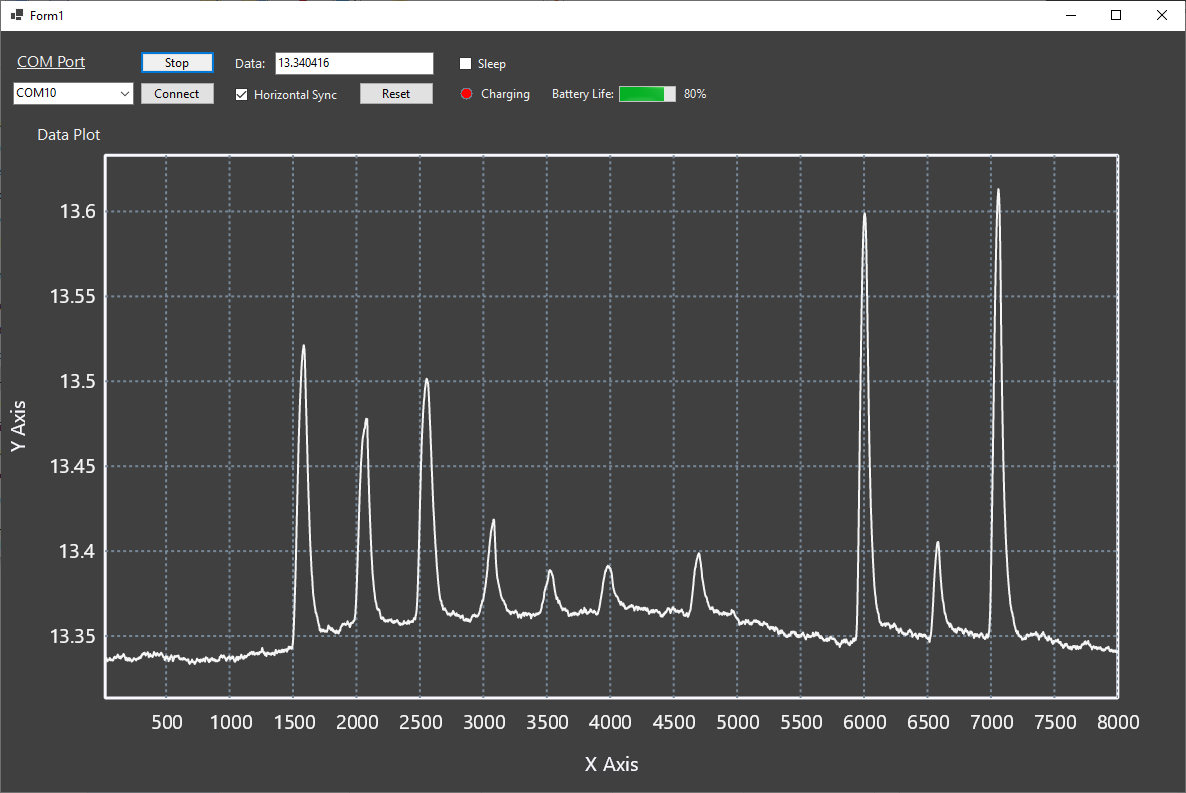 Form1
COM Port Stop Data: 13.340416 Sleep
COM10 Connect Horizontal Sync Reset Charging Battery Life: 80%
Data Plot
13.6
13.55
13.5
13.45
13.4
13.35
Y Axis
500 1000 1500 2000 2500 3000 3500 4000 4500 5000 5500 6000 6500 7000 7500 8000
X Axis